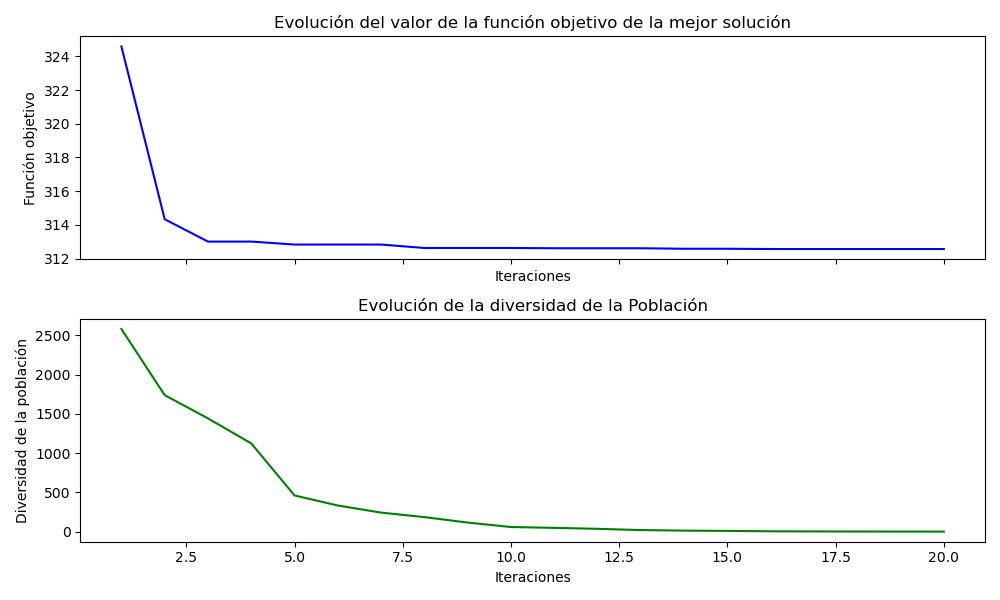 Evolución del valor de la función objetivo de la mejor solución
324
322
320
318
316
314
312
Función objetivo
Iteraciones
Evolución de la diversidad de la Población
2500
2000
1500
1000
500
0
Diversidad de la población
2.5 5.0 7.5 10.0 12.5 15.0 17.5 20.0
Iteraciones